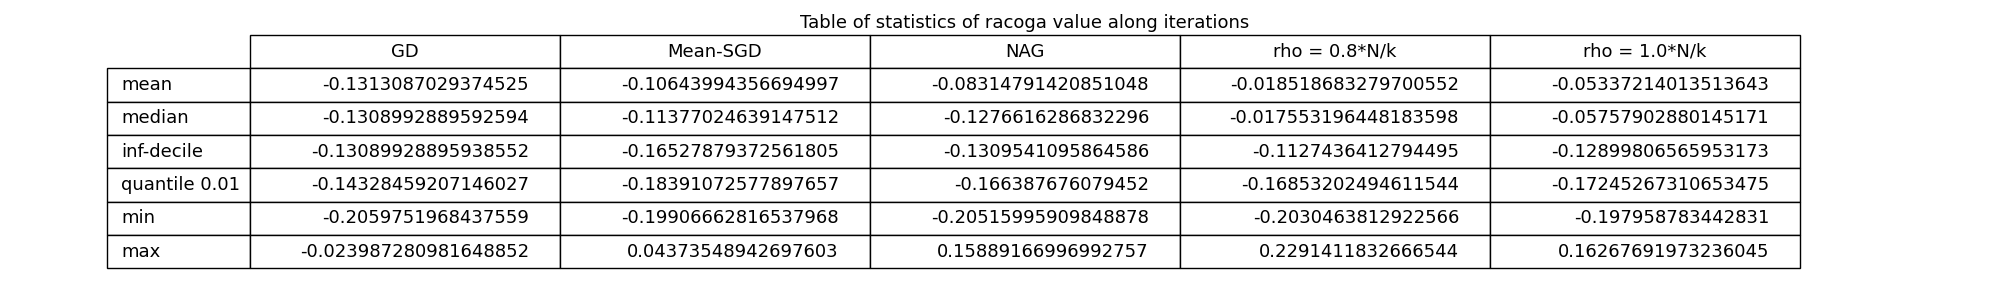 Table of statistics of racoga value along iterations
GD Mean-SGD NAG rho = 0.8*N/k rho = 1.0*N/k
mean -0.1313087029374525 -0.10643994356694997 -0.08314791420851048 -0.018518683279700552 -0.05337214013513643
median -0.1308992889592594 -0.11377024639147512 -0.1276616286832296 -0.017553196448183598 -0.05757902880145171
inf-decile -0.13089928895938552 -0.16527879372561805 -0.1309541095864586 -0.1127436412794495 -0.12899806565953173
quantile 0.01 -0.14328459207146027 -0.18391072577897657 -0.166387676079452 -0.16853202494611544 -0.17245267310653475
min -0.2059751968437559 -0.19906662816537968 -0.20515995909848878 -0.2030463812922566 -0.197958783442831
max -0.023987280981648852 0.04373548942697603 0.15889166996992757 0.2291411832666544 0.16267691973236045